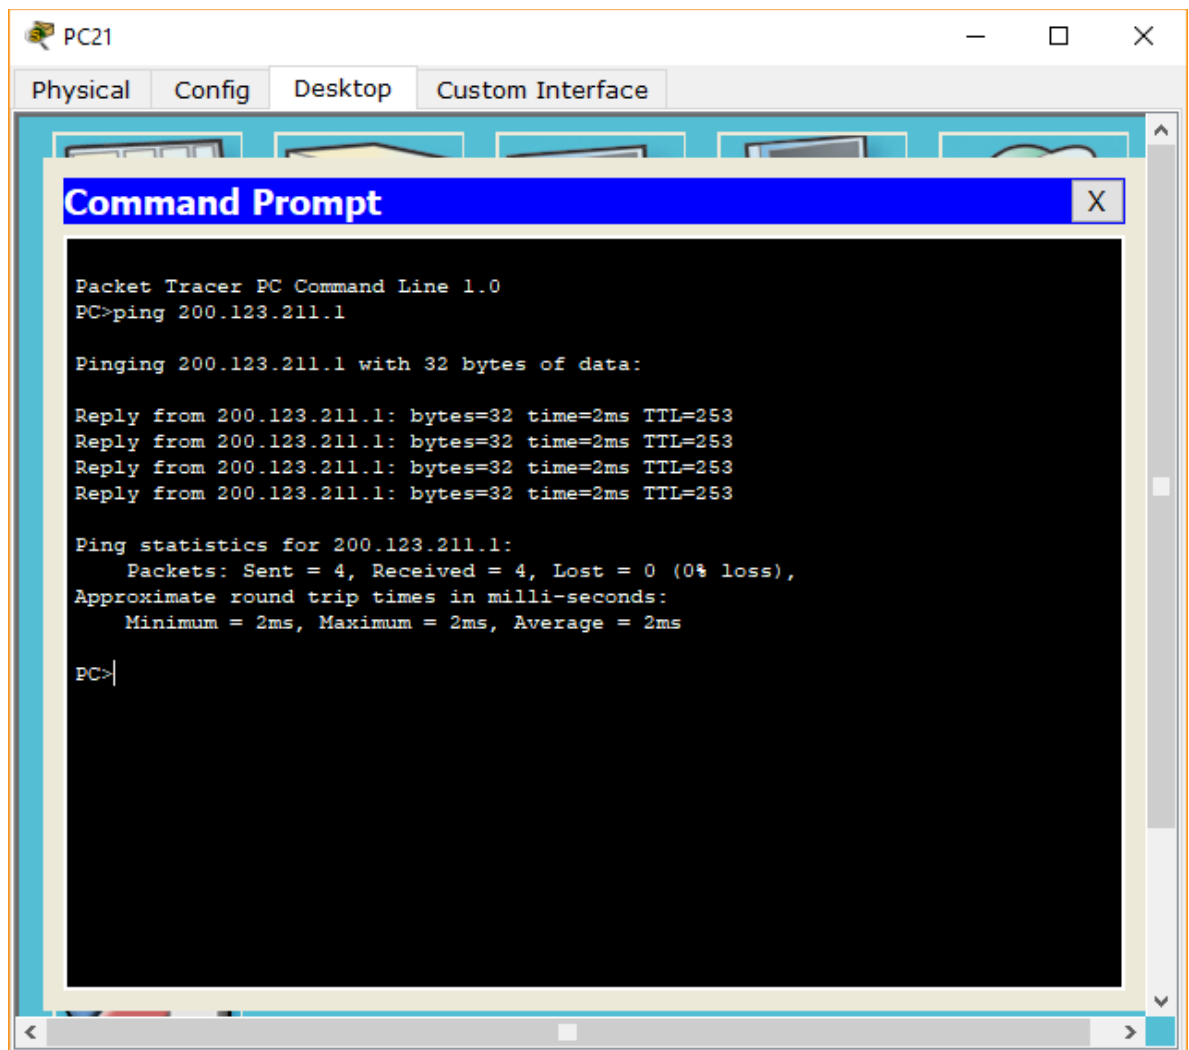 PC21
Physical Config Desktop Custom Interface
Command Prompt X
Packet Tracer PC Command Line 1.0
PC>ping 200.123.211.1
Pinging 200.123.211.1 with 32 bytes of data:
Reply from 200.123.211.1: bytes=32 time=2ms TTL=253
Reply from 200.123.211.1: bytes=32 time=2ms TTL=253
Reply from 200.123.211.1: bytes=32 time=2ms TTL=253
Reply from 200.123.211.1: bytes=32 time=2ms TTL=253
Ping statistics for 200.123.211.1:
    Packets: Sent = 4, Received = 4, Lost = 0 (0% loss),
Approximate round trip times in milli-seconds:
    Minimum = 2ms, Maximum = 2ms, Average = 2ms
PC>